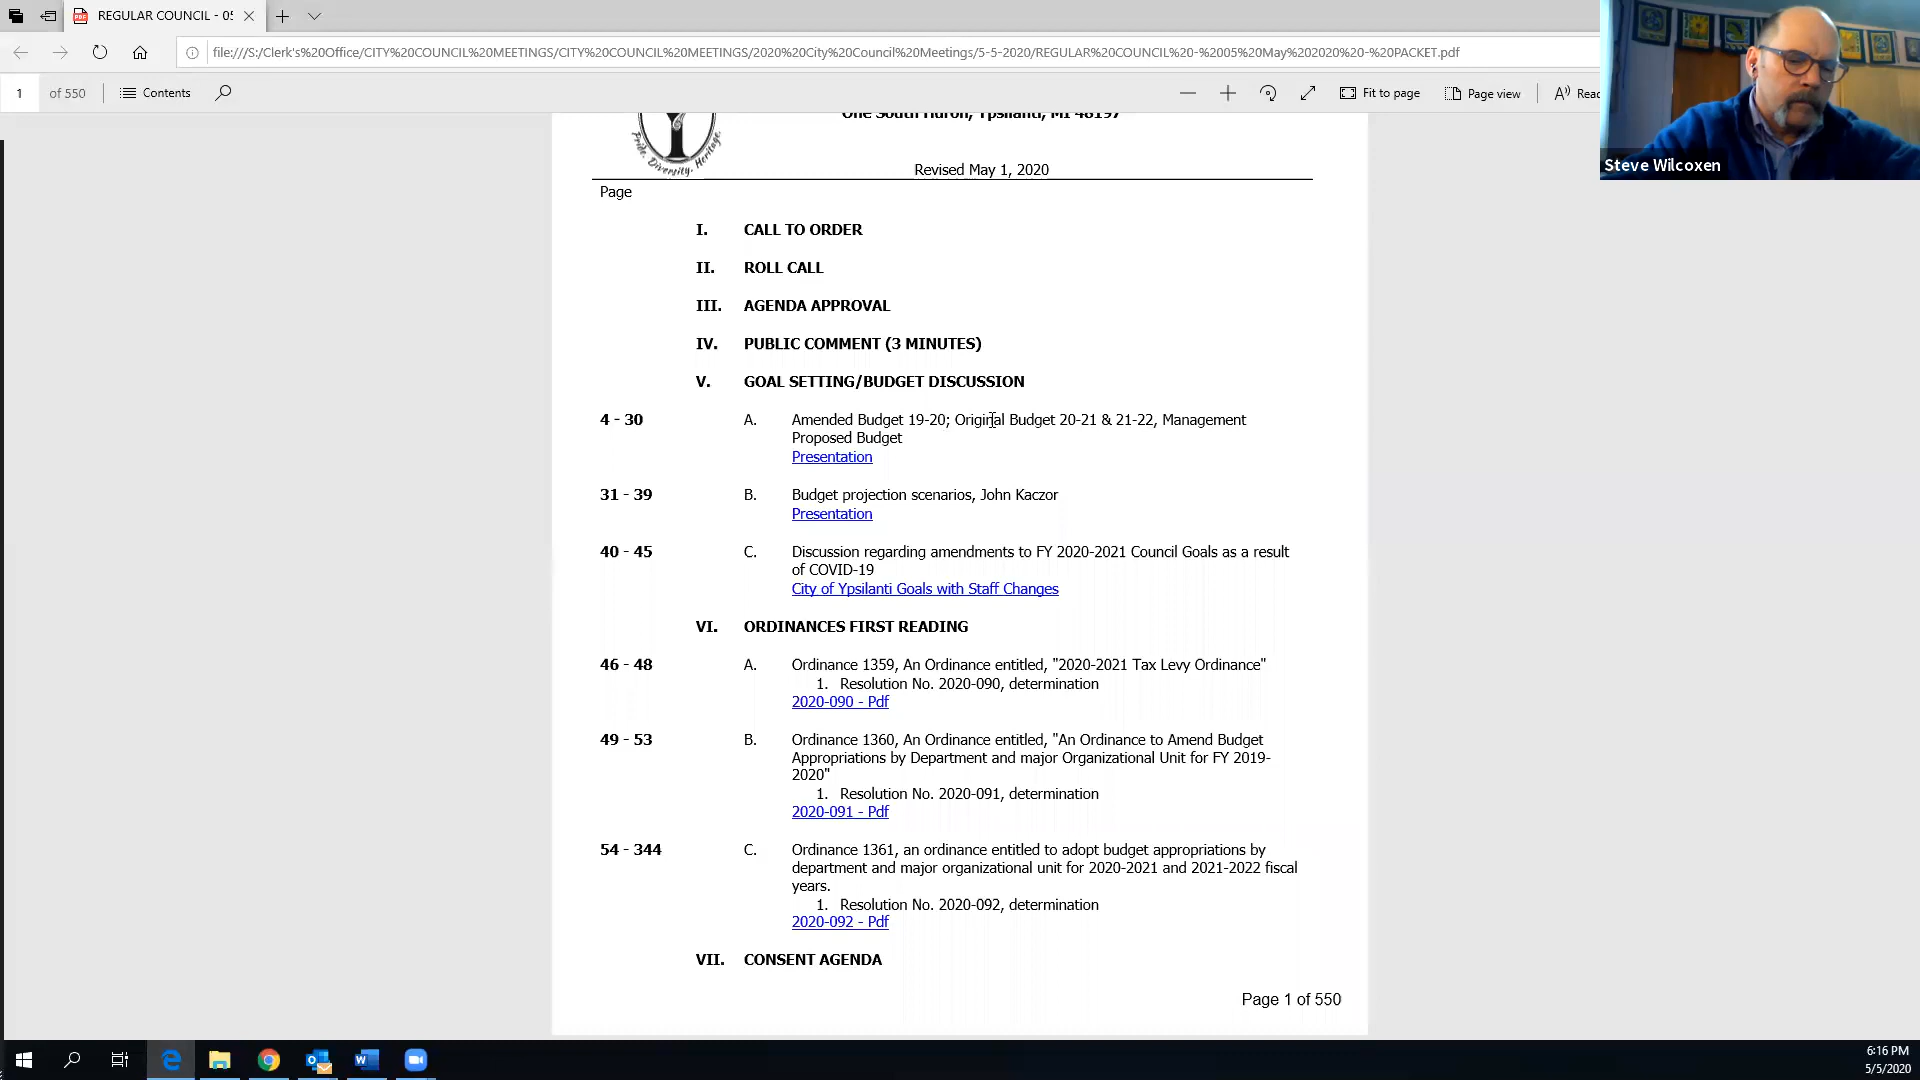 REGULAR COUNCIL - 05
file:///S:/Clerk's%20Office/CITY%20COUNCIL%20MEETINGS/CITY%20COUNCIL%20MEETINGS/2020%20City%20Council%20Meetings/5-5-2020/REGULAR%20COUNCIL%20-%2005%20May%202020%20-%20PACKET.pdf
1 of 550 Contents Fit to page Page view Read
Steve Wilcoxen
One South Huron, Ypsilanti, MI 48197
Y
Pride. Diversity. Heritage.
Revised May 1, 2020
Page
I. CALL TO ORDER
II. ROLL CALL
III. AGENDA APPROVAL
IV. PUBLIC COMMENT (3 MINUTES)
V. GOAL SETTING/BUDGET DISCUSSION
4 - 30 A. Amended Budget 19-20; Original Budget 20-21 & 21-22, Management
Proposed Budget
Presentation
31 - 39 B. Budget projection scenarios, John Kaczor
Presentation
40 - 45 C. Discussion regarding amendments to FY 2020-2021 Council Goals as a result
of COVID-19
City of Ypsilanti Goals with Staff Changes
VI. ORDINANCES FIRST READING
46 - 48 A. Ordinance 1359, An Ordinance entitled, "2020-2021 Tax Levy Ordinance"
1. Resolution No. 2020-090, determination
2020-090 - Pdf
49 - 53 B. Ordinance 1360, An Ordinance entitled, "An Ordinance to Amend Budget
Appropriations by Department and major Organizational Unit for FY 2019-
2020"
1. Resolution No. 2020-091, determination
2020-091 - Pdf
54 - 344 C. Ordinance 1361, an ordinance entitled to adopt budget appropriations by
department and major organizational unit for 2020-2021 and 2021-2022 fiscal
years.
1. Resolution No. 2020-092, determination
2020-092 - Pdf
VII. CONSENT AGENDA
Page 1 of 550
6:16 PM
5/5/2020